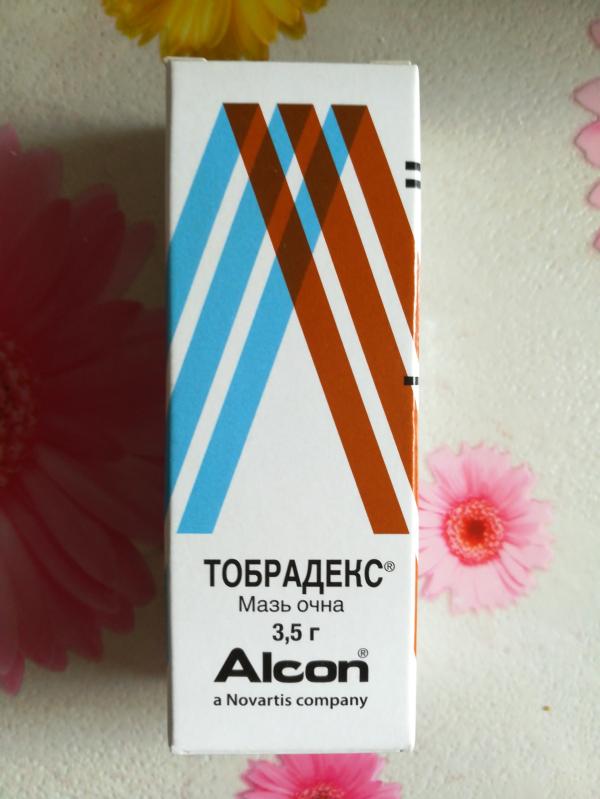 ТОБРАДЕКС®
Мазь очна
3,5 г
Alcon®
a Novartis company